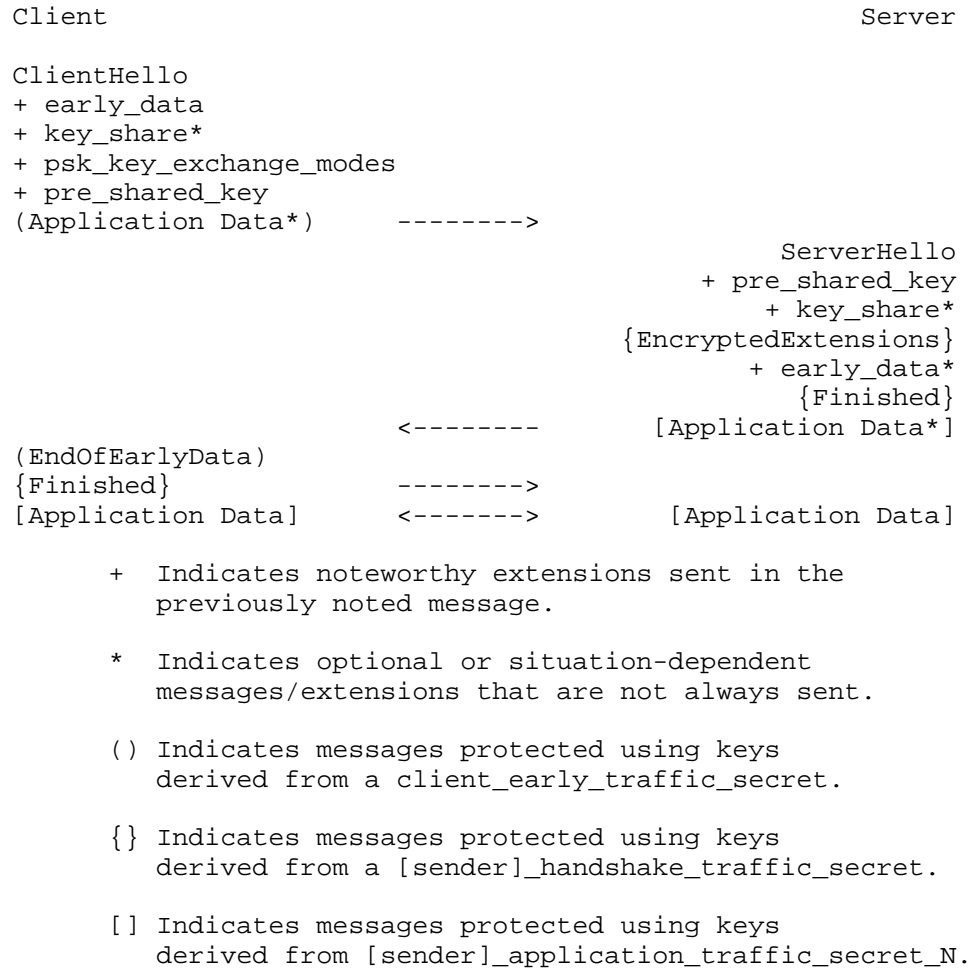 Client                                               Server

ClientHello
+ early_data
+ key_share*
+ psk_key_exchange_modes
+ pre_shared_key
(Application Data*)     -------->
                                                ServerHello
                                           + pre_shared_key
                                               + key_share*
                                      {EncryptedExtensions}
                                              + early_data*
                                                 {Finished}
                        <--------       [Application Data*]
(EndOfEarlyData)
{Finished}              -------->
[Application Data]      <------->        [Application Data]

      +  Indicates noteworthy extensions sent in the
         previously noted message.

      *  Indicates optional or situation-dependent
         messages/extensions that are not always sent.

      () Indicates messages protected using keys
         derived from a client_early_traffic_secret.

      {} Indicates messages protected using keys
         derived from a [sender]_handshake_traffic_secret.

      [] Indicates messages protected using keys
         derived from [sender]_application_traffic_secret_N.